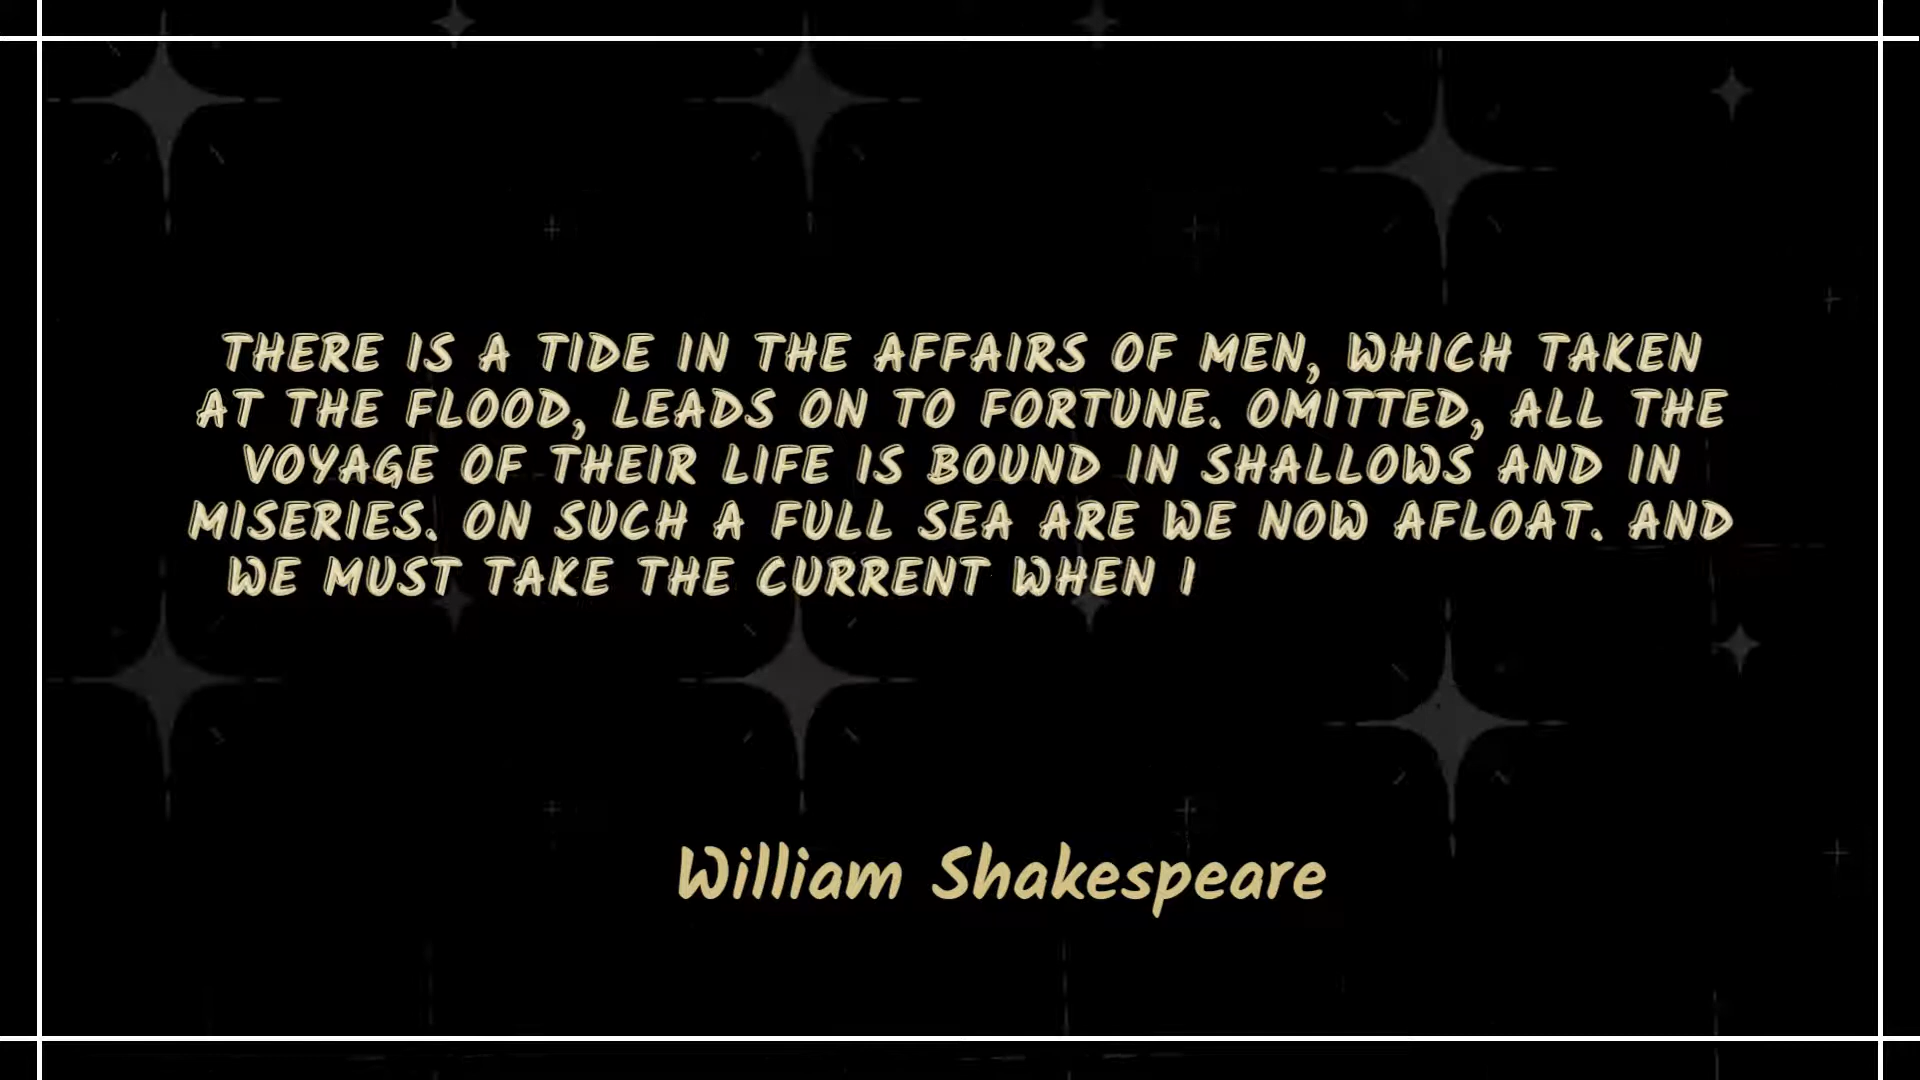 THERE IS A TIDE IN THE AFFAIRS OF MEN, WHICH TAKEN
AT THE FLOOD, LEADS ON TO FORTUNE. OMITTED, ALL THE
VOYAGE OF THEIR LIFE IS BOUND IN SHALLOWS AND IN
MISERIES. ON SUCH A FULL SEA ARE WE NOW AFLOAT. AND
WE MUST TAKE THE CURRENT WHEN I
William Shakespeare